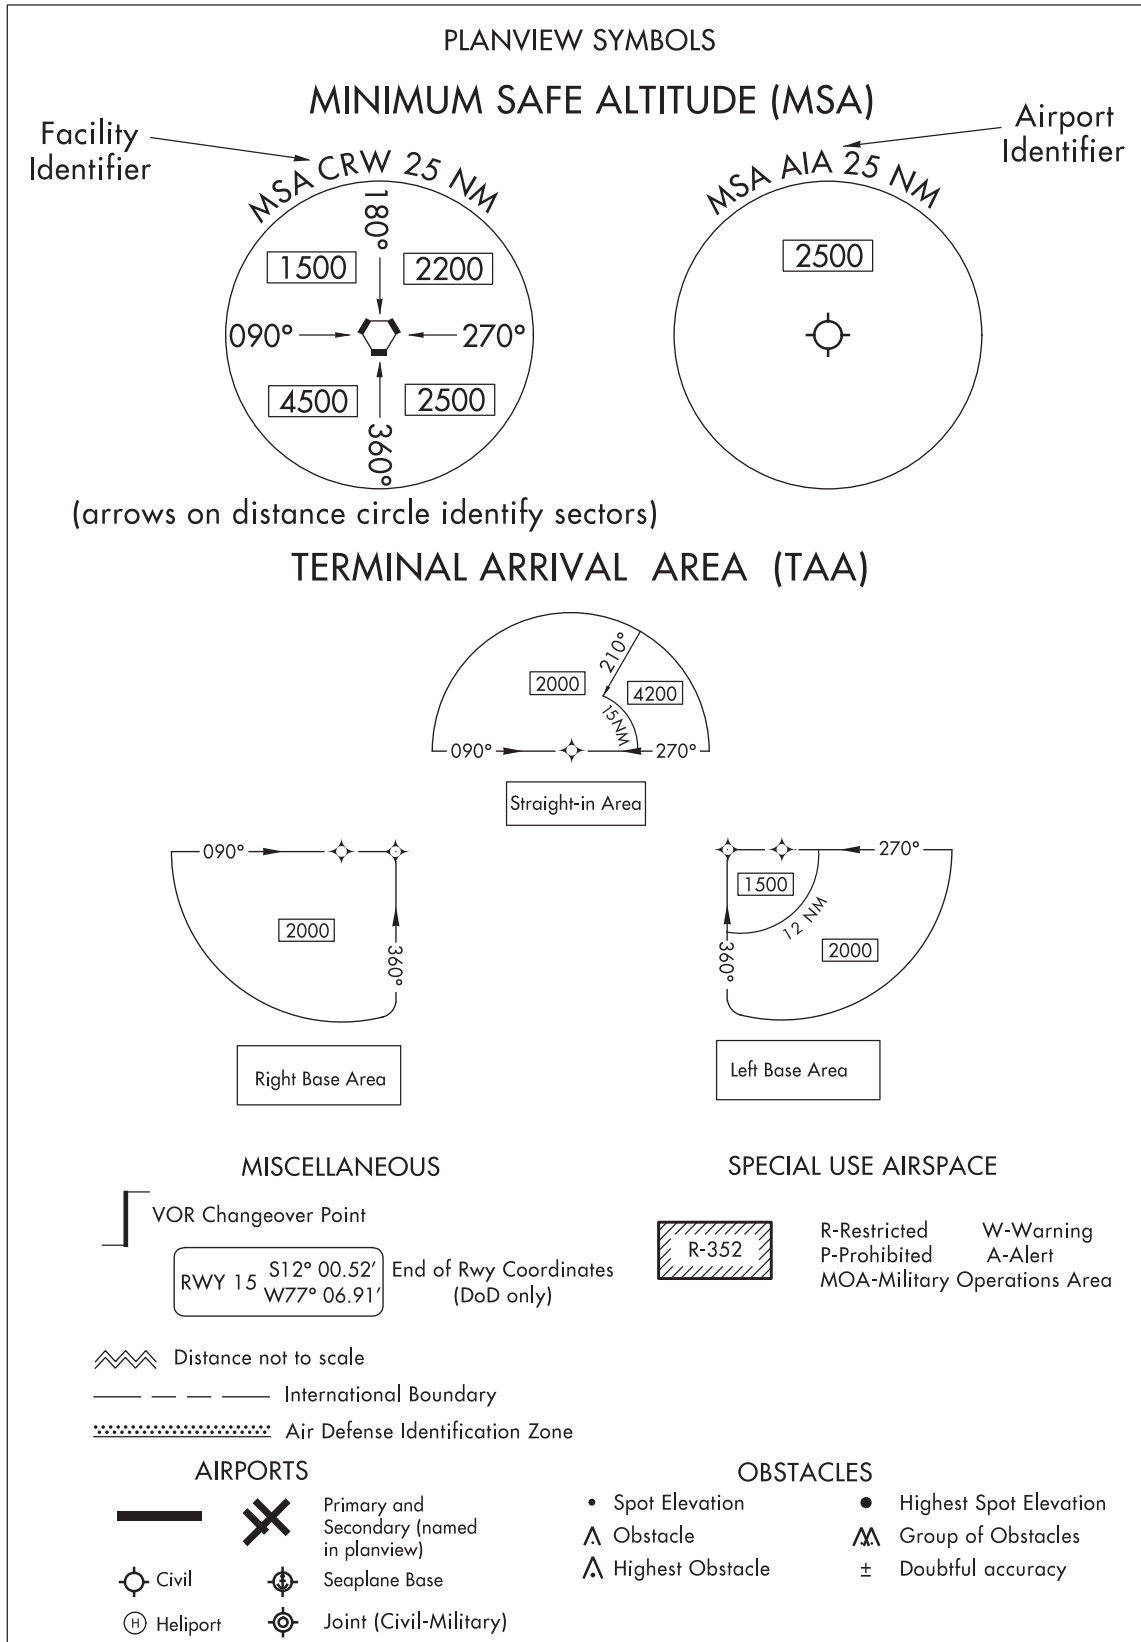 PLANVIEW SYMBOLS
MINIMUM SAFE ALTITUDE (MSA)
Facility
Identifier
Airport
Identifier
MSA CRW 25 NM
180°
1500
2200
090°
270°
4500
2500
360°
MSA AIA 25 NM
2500
(arrows on distance circle identify sectors)
TERMINAL ARRIVAL AREA (TAA)
210°
2000
4200
15NM
090°
270°
Straight-in Area
090°
2000
360°
Right Base Area
270°
1500
12 NM
2000
360°
Left Base Area
MISCELLANEOUS
VOR Changeover Point
RWY 15
S12° 00.52'
W77° 06.91'
End of Rwy Coordinates
(DoD only)
Distance not to scale
International Boundary
Air Defense Identification Zone
SPECIAL USE AIRSPACE
R-352
R-Restricted W-Warning
P-Prohibited A-Alert
MOA-Military Operations Area
AIRPORTS
Primary and
Secondary (named
in planview)
Civil
Seaplane Base
H
Heliport
Joint (Civil-Military)
OBSTACLES
Spot Elevation
Highest Spot Elevation
Obstacle
Group of Obstacles
Highest Obstacle
± Doubtful accuracy